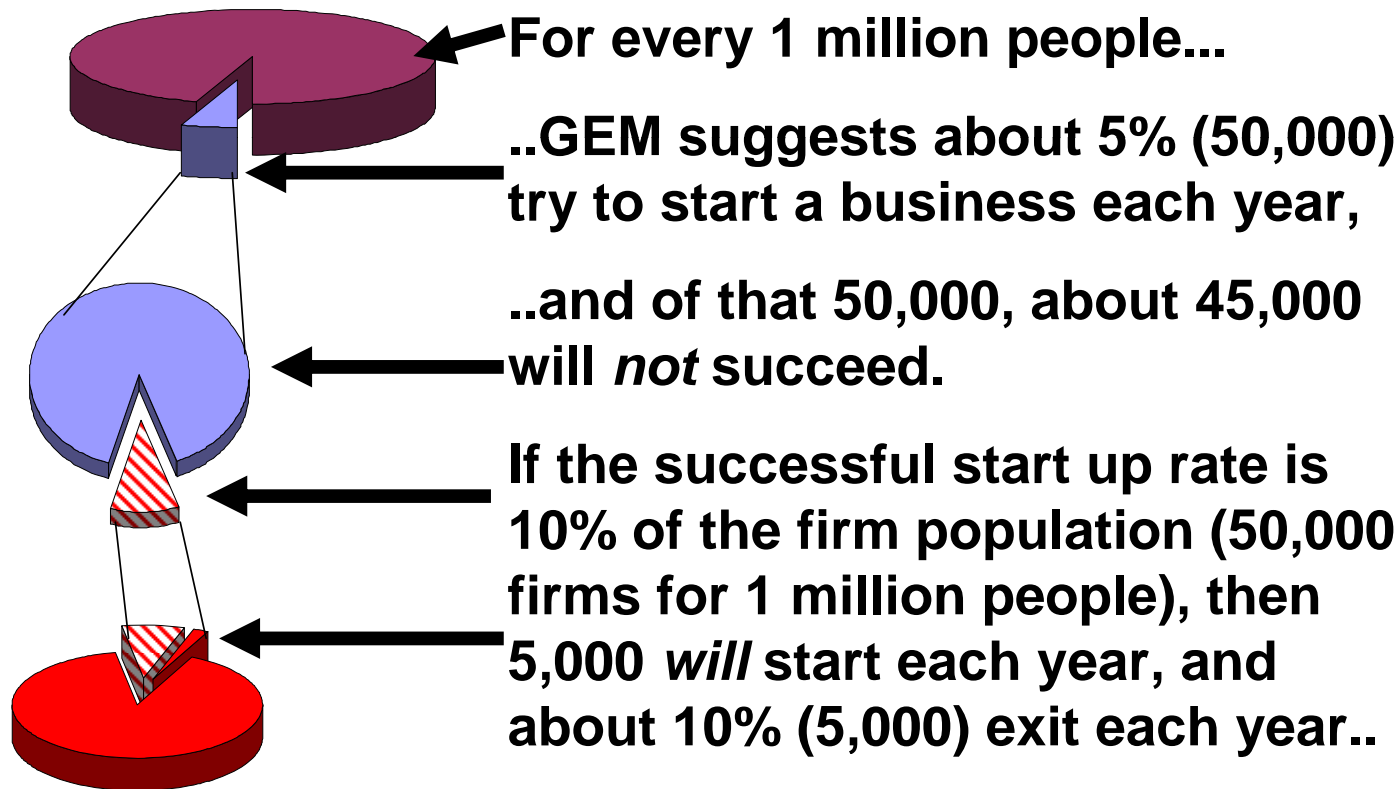 For every 1 million people...
..GEM suggests about 5% (50,000)
try to start a business each year,
..and of that 50,000, about 45,000
will not succeed.
If the successful start up rate is
10% of the firm population (50,000
firms for 1 million people), then
5,000 will start each year, and
about 10% (5,000) exit each year..